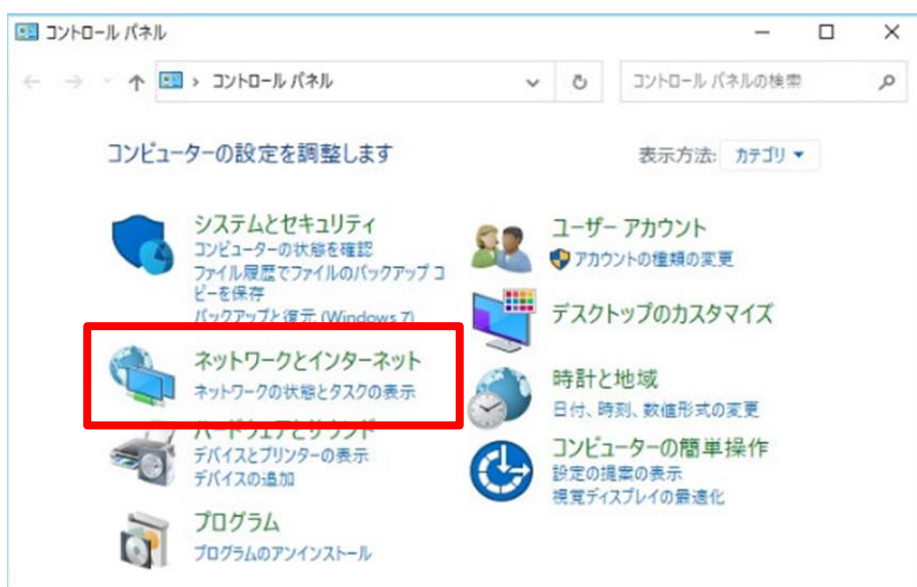 コントロール パネル
コントロール パネル
コントロール パネルの検索
コンピューターの設定を調整します
表示方法: カテゴリ
システムとセキュリティ
コンピューターの状態を確認
ファイル履歴でファイルのバックアップ コ
ピーを保存
バックアップと復元 (Windows 7)
ネットワークとインターネット
ネットワークの状態とタスクの表示
ハードウェアとサウンド
デバイスとプリンターの表示
デバイスの追加
プログラム
プログラムのアンインストール
ユーザー アカウント
アカウントの種類の変更
デスクトップのカスタマイズ
時計と地域
日付、時刻、数値形式の変更
コンピューターの簡単操作
設定の提案の表示
視覚ディスプレイの最適化